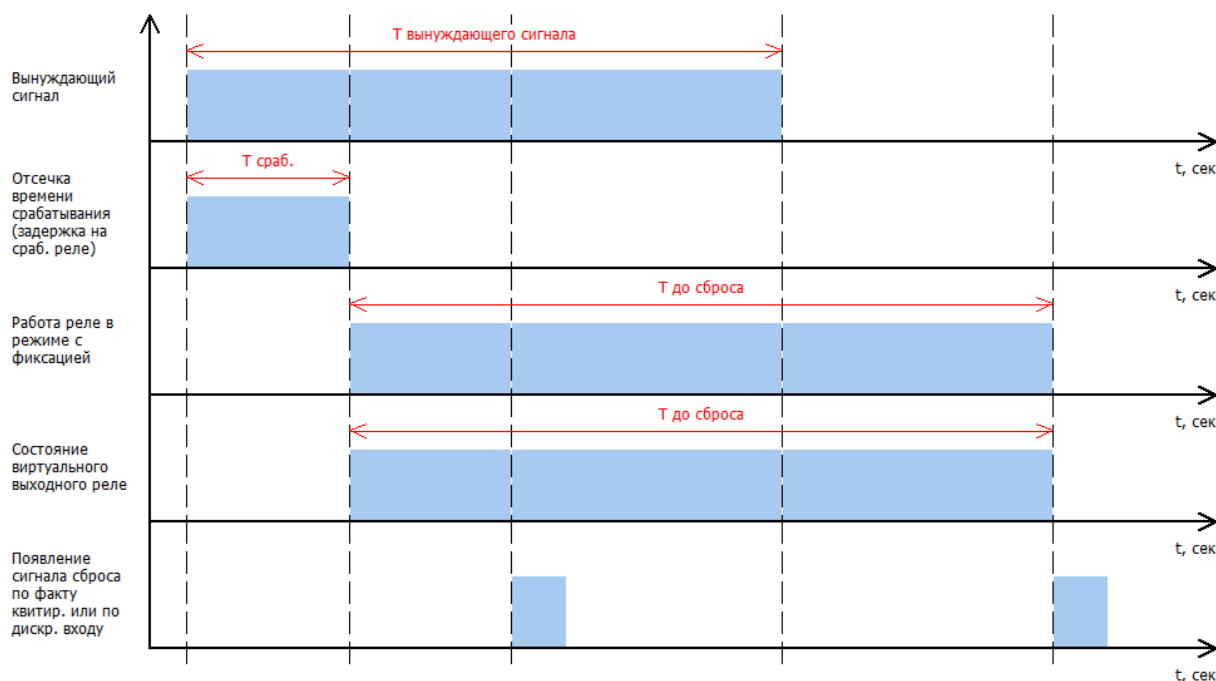 Т вынуждающего сигнала
Вынуждающий
сигнал
t, сек
Т сраб.
Отсечка
времени
срабатывания
(задержка на
сраб. реле)
t, сек
Т до сброса
Работа реле в
режиме с
фиксацией
t, сек
Т до сброса
Состояние
виртуального
выходного реле
t, сек
Появление
сигнала сброса
по факту
квитир. или по
дискр. входу
t, сек